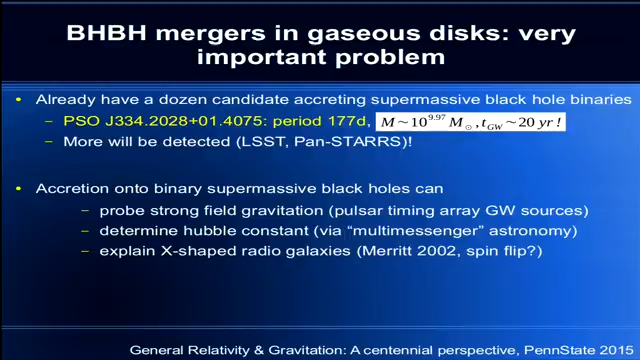 BHBH mergers in gaseous disks: very
important problem
• Already have a dozen candidate accreting supermassive black hole binaries
– PSO J334.2028+01.4075: period 177d, M~10^9.97 M☉, t_GW~20 yr!
– More will be detected (LSST, Pan-STARRS)!
• Accretion onto binary supermassive black holes can
– probe strong field gravitation (pulsar timing array GW sources)
– determine hubble constant (via “multimessenger” astronomy)
– explain X-shaped radio galaxies (Merritt 2002, spin flip?)
General Relativity & Gravitation: A centennial perspective, PennState 2015